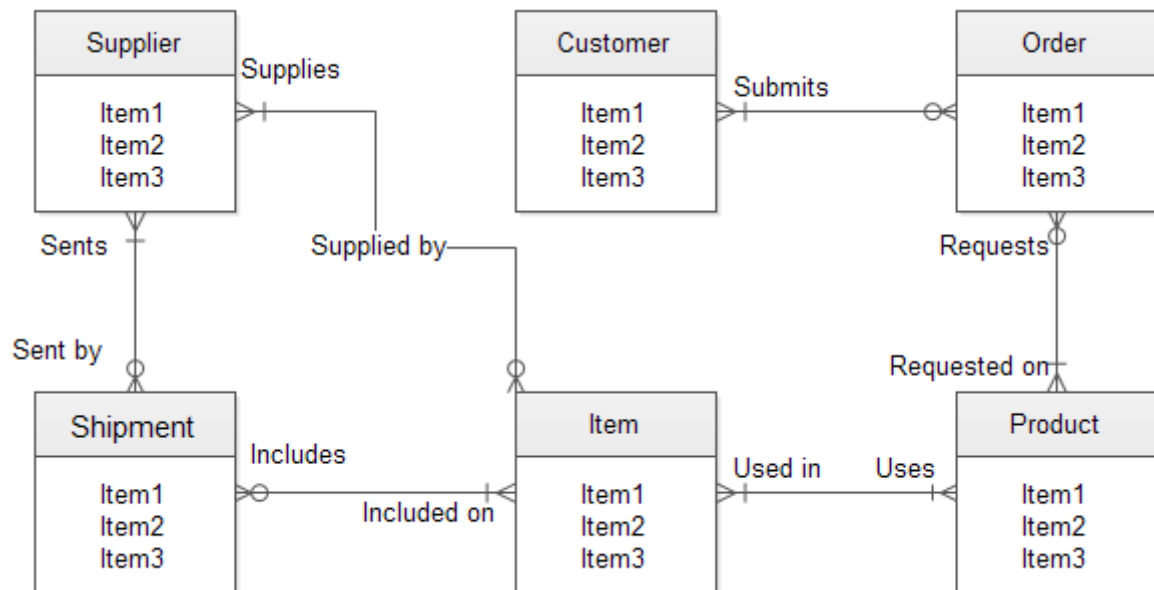 Supplier
Item1
Item2
Item3
Supplies
Customer
Item1
Item2
Item3
Submits
Order
Item1
Item2
Item3
Sents
Supplied by
Requests
Sent by
Requested on
Shipment
Item1
Item2
Item3
Includes
Included on
Item
Item1
Item2
Item3
Used in
Uses
Product
Item1
Item2
Item3